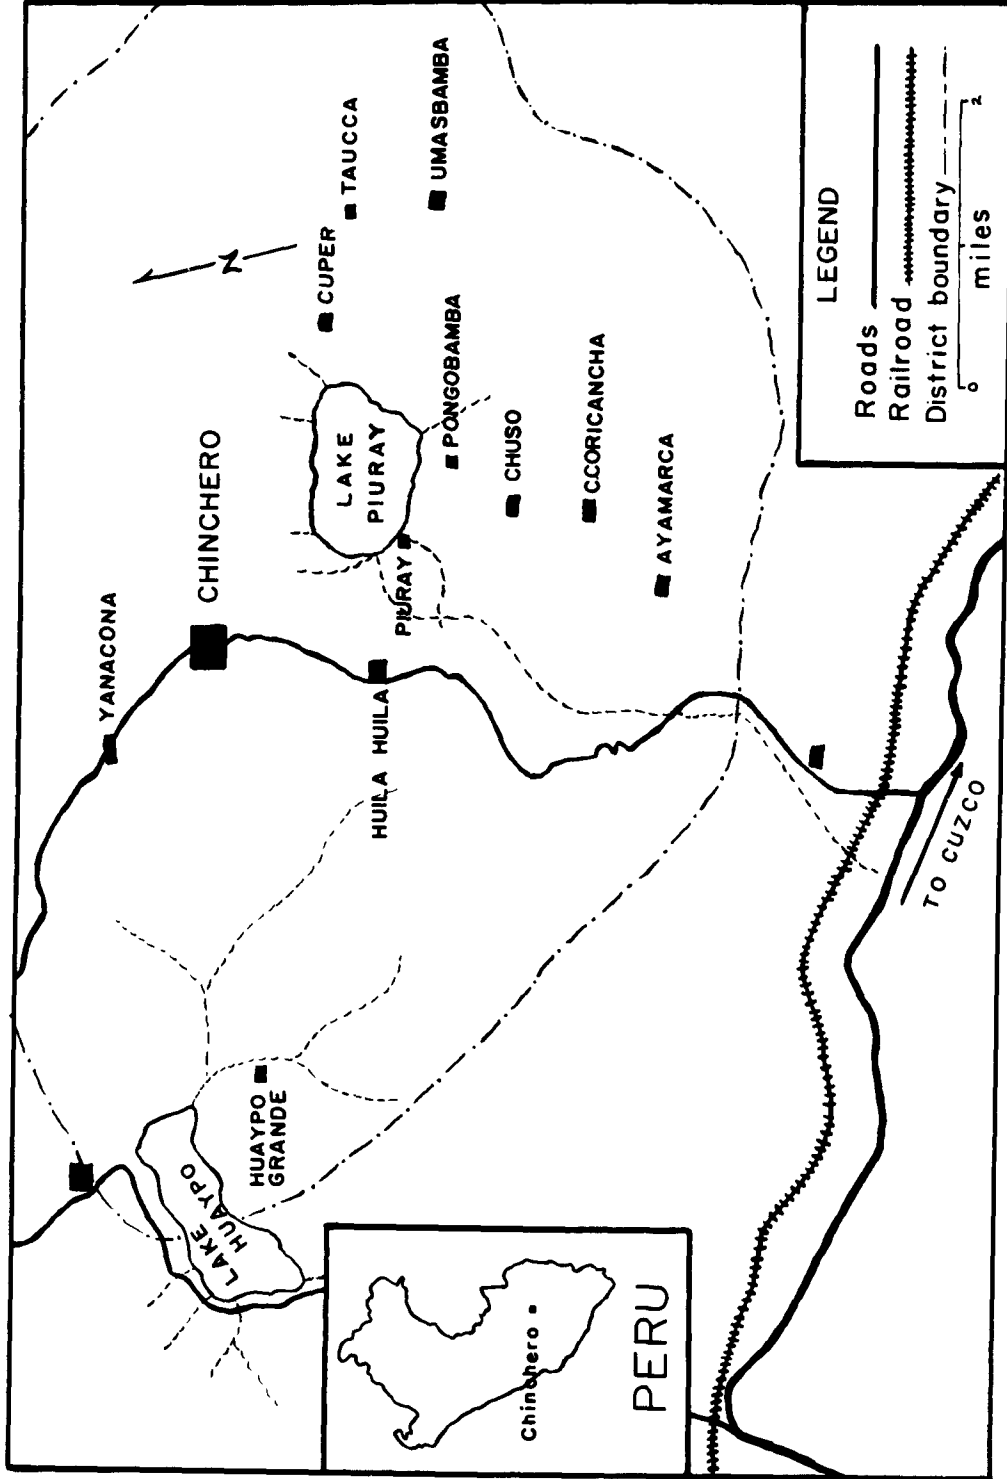 YANACONA
CHINCHERO
TAUCCA
CUPER
UMASBAMBA
N
LAKE
PIURAY
PONGOBAMBA
PIURAY
HUILA HUILA
CHUSO
C.CORICANCHA
AYAMARCA
LAKE
HUAYPO
HUAYPO
GRANDE
TO CUZCO
Chinchero
PERU
LEGEND
Roads
Railroad
District boundary
0 2
miles